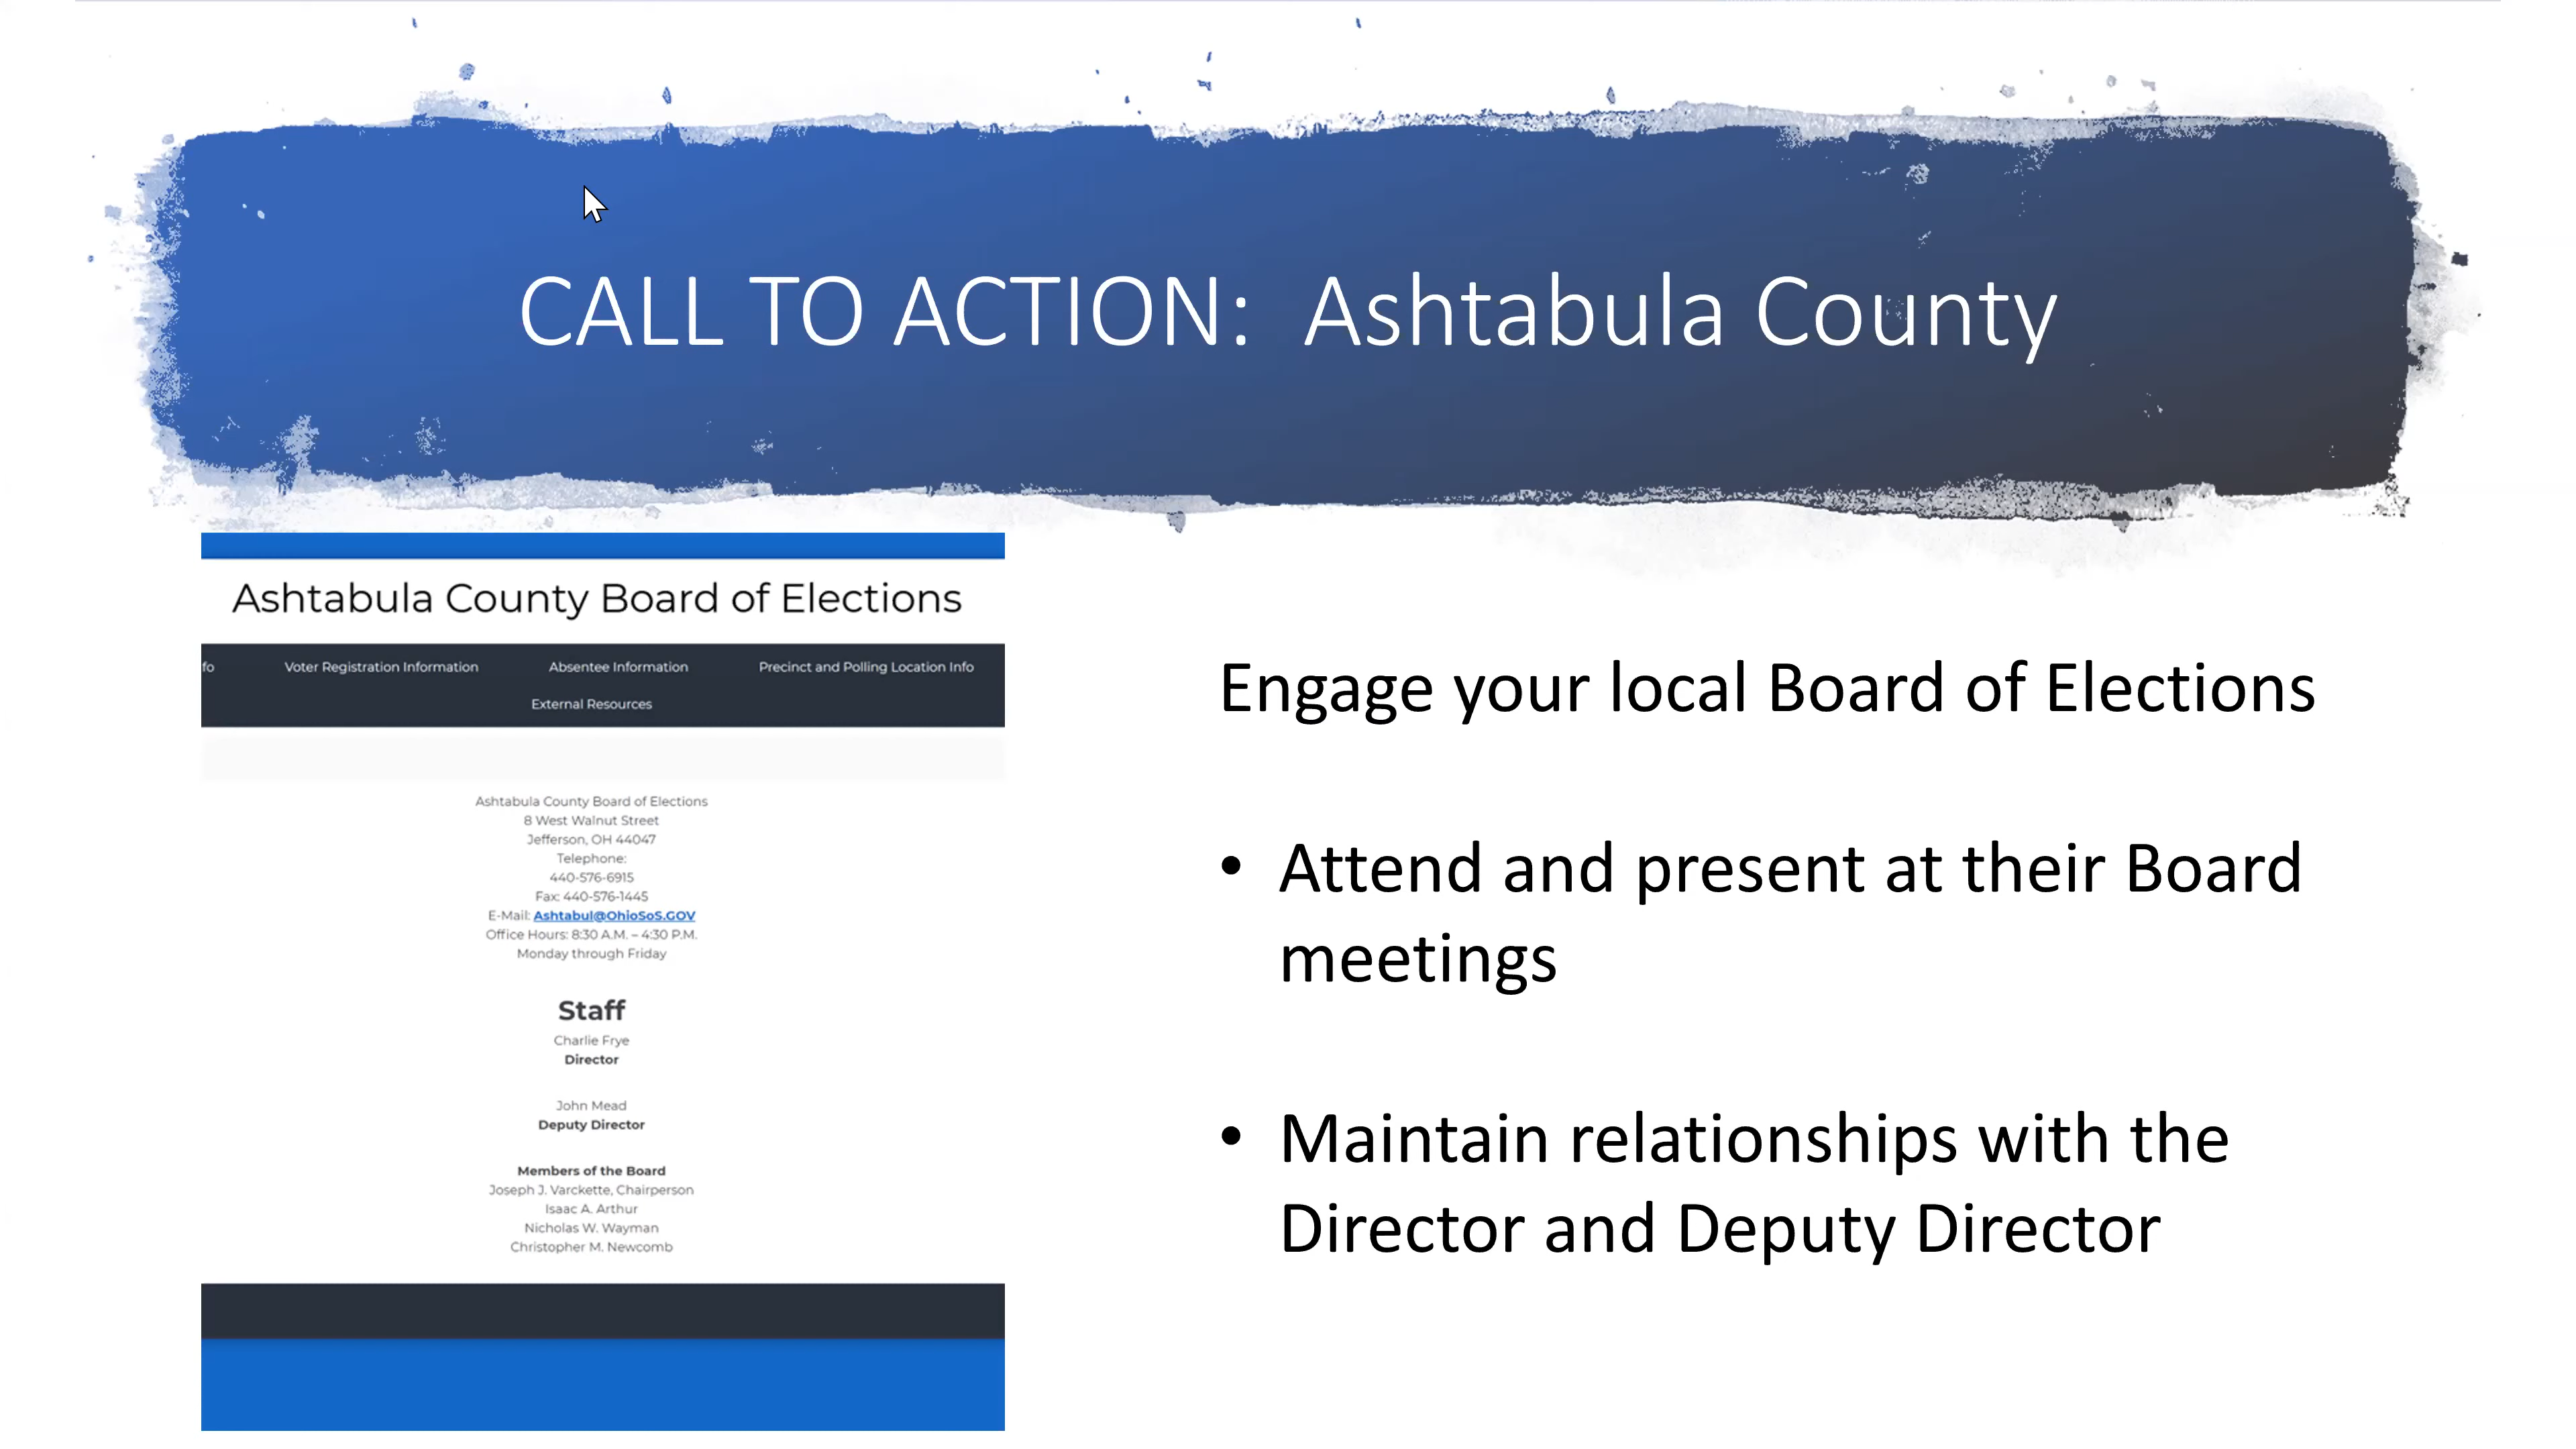 CALL TO ACTION: Ashtabula County
Ashtabula County Board of Elections
fo Voter Registration Information Absentee Information Precinct and Polling Location Info
External Resources
Ashtabula County Board of Elections
8 West Walnut Street
Jefferson, OH 44047
Telephone:
440-576-6915
Fax: 440-576-1445
E-Mail: Ashtabul@OhioSoS.GOV
Office Hours: 8:30 A.M. – 4:30 P.M.
Monday through Friday
Staff
Charlie Frye
Director
John Mead
Deputy Director
Members of the Board
Joseph J. Varckette, Chairperson
Isaac A. Arthur
Nicholas W. Wayman
Christopher M. Newcomb
Engage your local Board of Elections
• Attend and present at their Board
meetings
• Maintain relationships with the
Director and Deputy Director